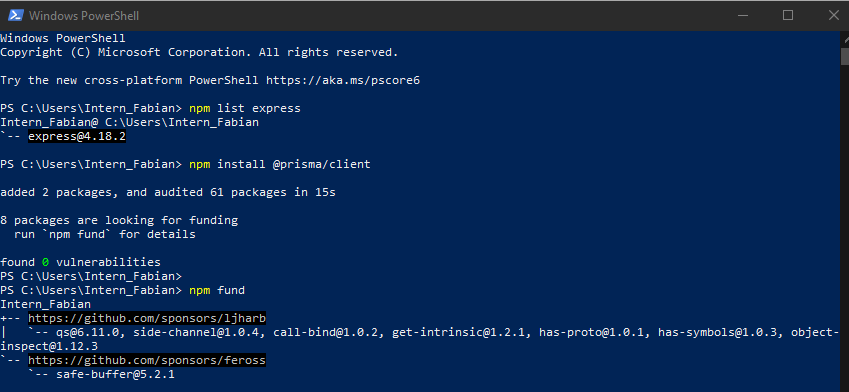 Windows PowerShell
Windows PowerShell
Copyright (C) Microsoft Corporation. All rights reserved.
Try the new cross-platform PowerShell https://aka.ms/pscore6
PS C:\Users\Intern_Fabian> npm list express
Intern_Fabian@ C:\Users\Intern_Fabian
`-- express@4.18.2
PS C:\Users\Intern_Fabian> npm install @prisma/client
added 2 packages, and audited 61 packages in 15s
8 packages are looking for funding
  run `npm fund` for details
found 0 vulnerabilities
PS C:\Users\Intern_Fabian>
PS C:\Users\Intern_Fabian> npm fund
Intern_Fabian
+-- https://github.com/sponsors/ljharb
|   `-- qs@6.11.0, side-channel@1.0.4, call-bind@1.0.2, get-intrinsic@1.2.1, has-proto@1.0.1, has-symbols@1.0.3, object-
inspect@1.12.3
`-- https://github.com/sponsors/feross
    `-- safe-buffer@5.2.1